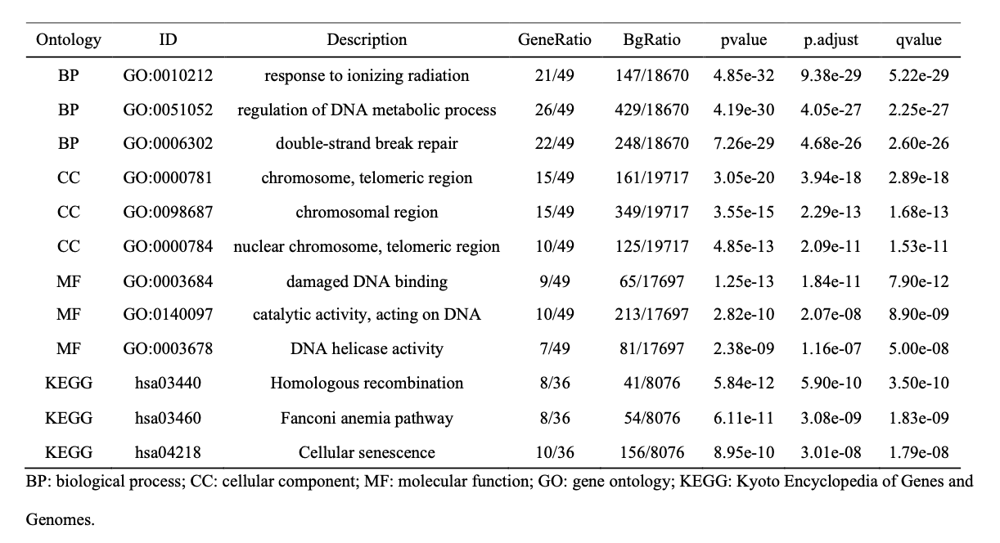 Ontology ID Description GeneRatio BgRatio pvalue p.adjust qvalue
BP GO:0010212 response to ionizing radiation 21/49 147/18670 4.85e-32 9.38e-29 5.22e-29
BP GO:0051052 regulation of DNA metabolic process 26/49 429/18670 4.19e-30 4.05e-27 2.25e-27
BP GO:0006302 double-strand break repair 22/49 248/18670 7.26e-29 4.68e-26 2.60e-26
CC GO:0000781 chromosome, telomeric region 15/49 161/19717 3.05e-20 3.94e-18 2.89e-18
CC GO:0098687 chromosomal region 15/49 349/19717 3.55e-15 2.29e-13 1.68e-13
CC GO:0000784 nuclear chromosome, telomeric region 10/49 125/19717 4.85e-13 2.09e-11 1.53e-11
MF GO:0003684 damaged DNA binding 9/49 65/17697 1.25e-13 1.84e-11 7.90e-12
MF GO:0140097 catalytic activity, acting on DNA 10/49 213/17697 2.82e-10 2.07e-08 8.90e-09
MF GO:0003678 DNA helicase activity 7/49 81/17697 2.38e-09 1.16e-07 5.00e-08
KEGG hsa03440 Homologous recombination 8/36 41/8076 5.84e-12 5.90e-10 3.50e-10
KEGG hsa03460 Fanconi anemia pathway 8/36 54/8076 6.11e-11 3.08e-09 1.83e-09
KEGG hsa04218 Cellular senescence 10/36 156/8076 8.95e-10 3.01e-08 1.79e-08
BP: biological process; CC: cellular component; MF: molecular function; GO: gene ontology; KEGG: Kyoto Encyclopedia of Genes and
Genomes.